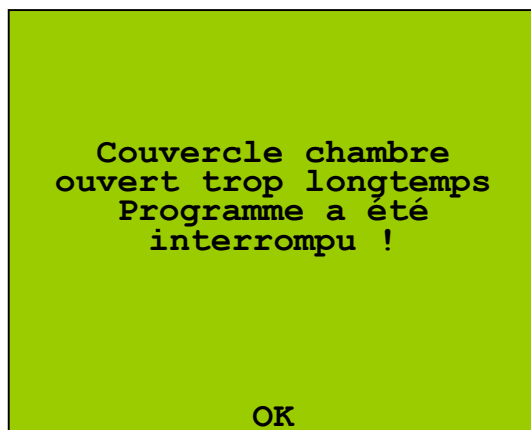 Couvercle chambre
ouvert trop longtemps
Programme a été
interrompu !
OK